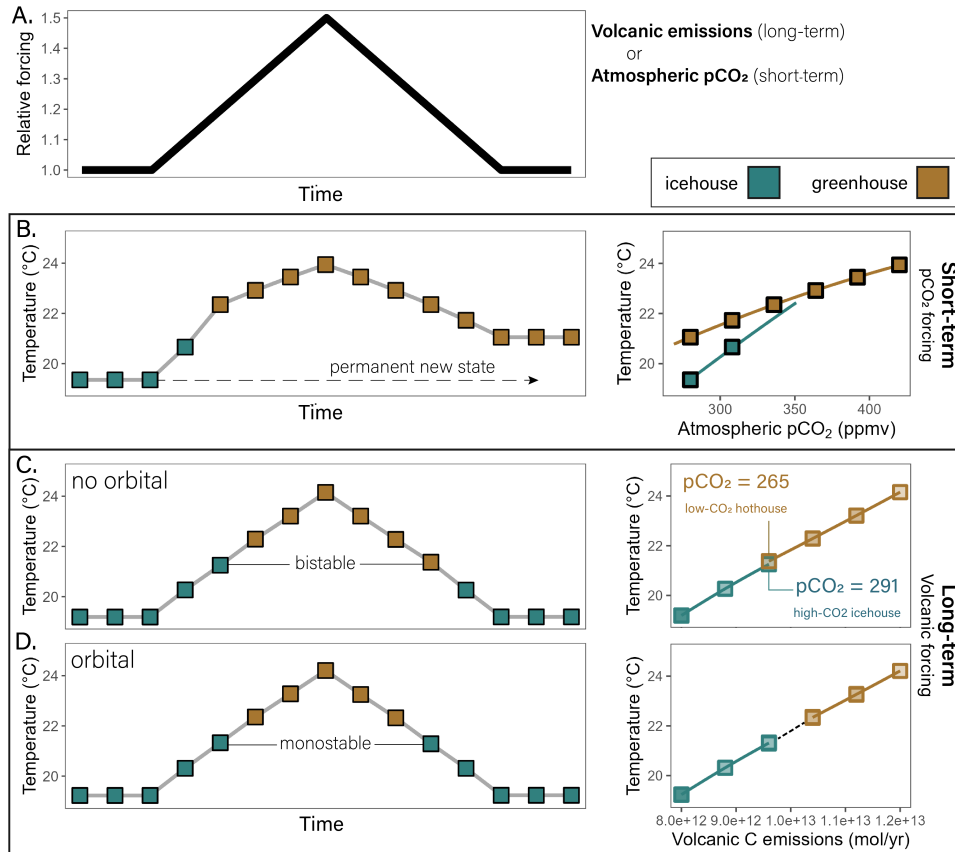 A.
Relative forcing
1.5
1.4
1.3
1.2
1.1
1.0
Time
Volcanic emissions (long-term)
or
Atmospheric pCO₂ (short-term)
icehouse
greenhouse
B.
Temperature (°C)
24
22
20
permanent new state
Time
Temperature (°C)
24
22
20
300
350
400
Atmospheric pCO₂ (ppmv)
Short-term
pCO₂ forcing
C.
no orbital
Temperature (°C)
24
22
20
bistable
Temperature (°C)
24
22
20
pCO₂ = 265
low-CO₂ hothouse
pCO₂ = 291
high-CO2 icehouse
Long-term
Volcanic forcing
D.
orbital
Temperature (°C)
24
22
20
monostable
Time
Temperature (°C)
24
22
20
8.0e+12
9.0e+12
1.0e+13
1.1e+13
1.2e+13
Volcanic C emissions (mol/yr)